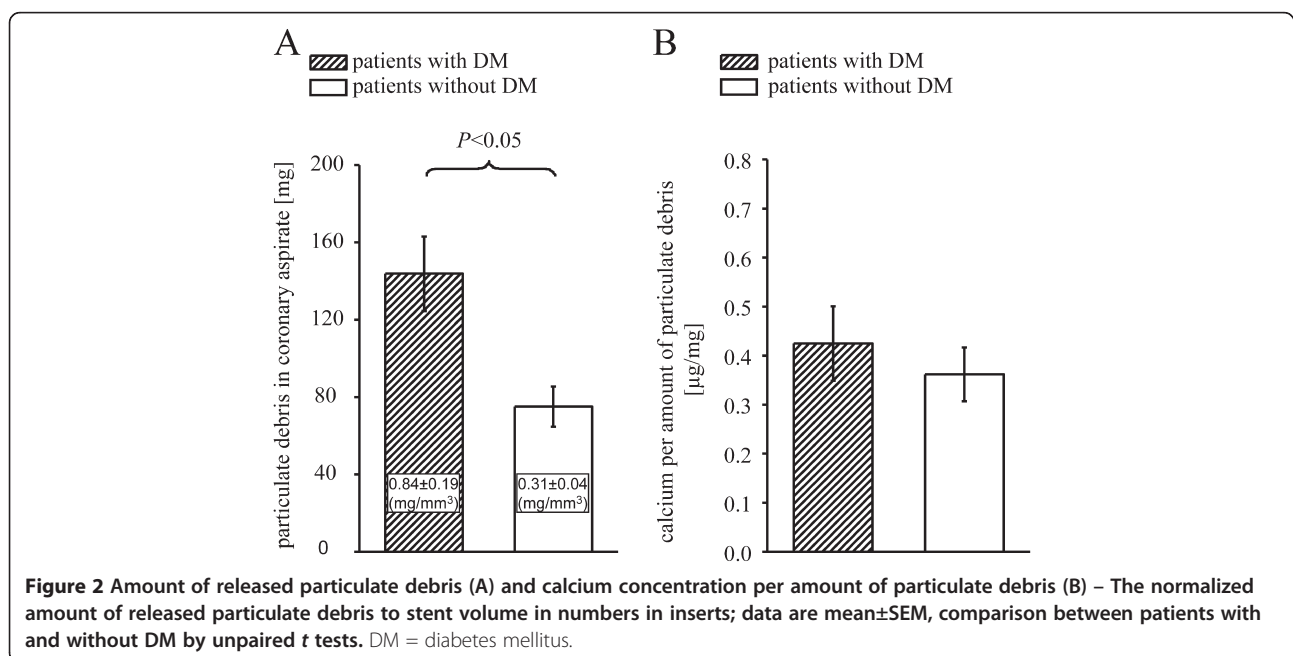 A
patients with DM
patients without DM
P<0.05
particulate debris in coronary aspirate [mg]
200
160
120
80
40
0
0.84±0.19
(mg/mm³)
0.31±0.04
(mg/mm³)
B
patients with DM
patients without DM
calcium per amount of particulate debris
[µg/mg]
0.8
0.7
0.6
0.5
0.4
0.3
0.2
0.1
0.0
Figure 2 Amount of released particulate debris (A) and calcium concentration per amount of particulate debris (B) – The normalized
amount of released particulate debris to stent volume in numbers in inserts; data are mean±SEM, comparison between patients with
and without DM by unpaired t tests. DM = diabetes mellitus.